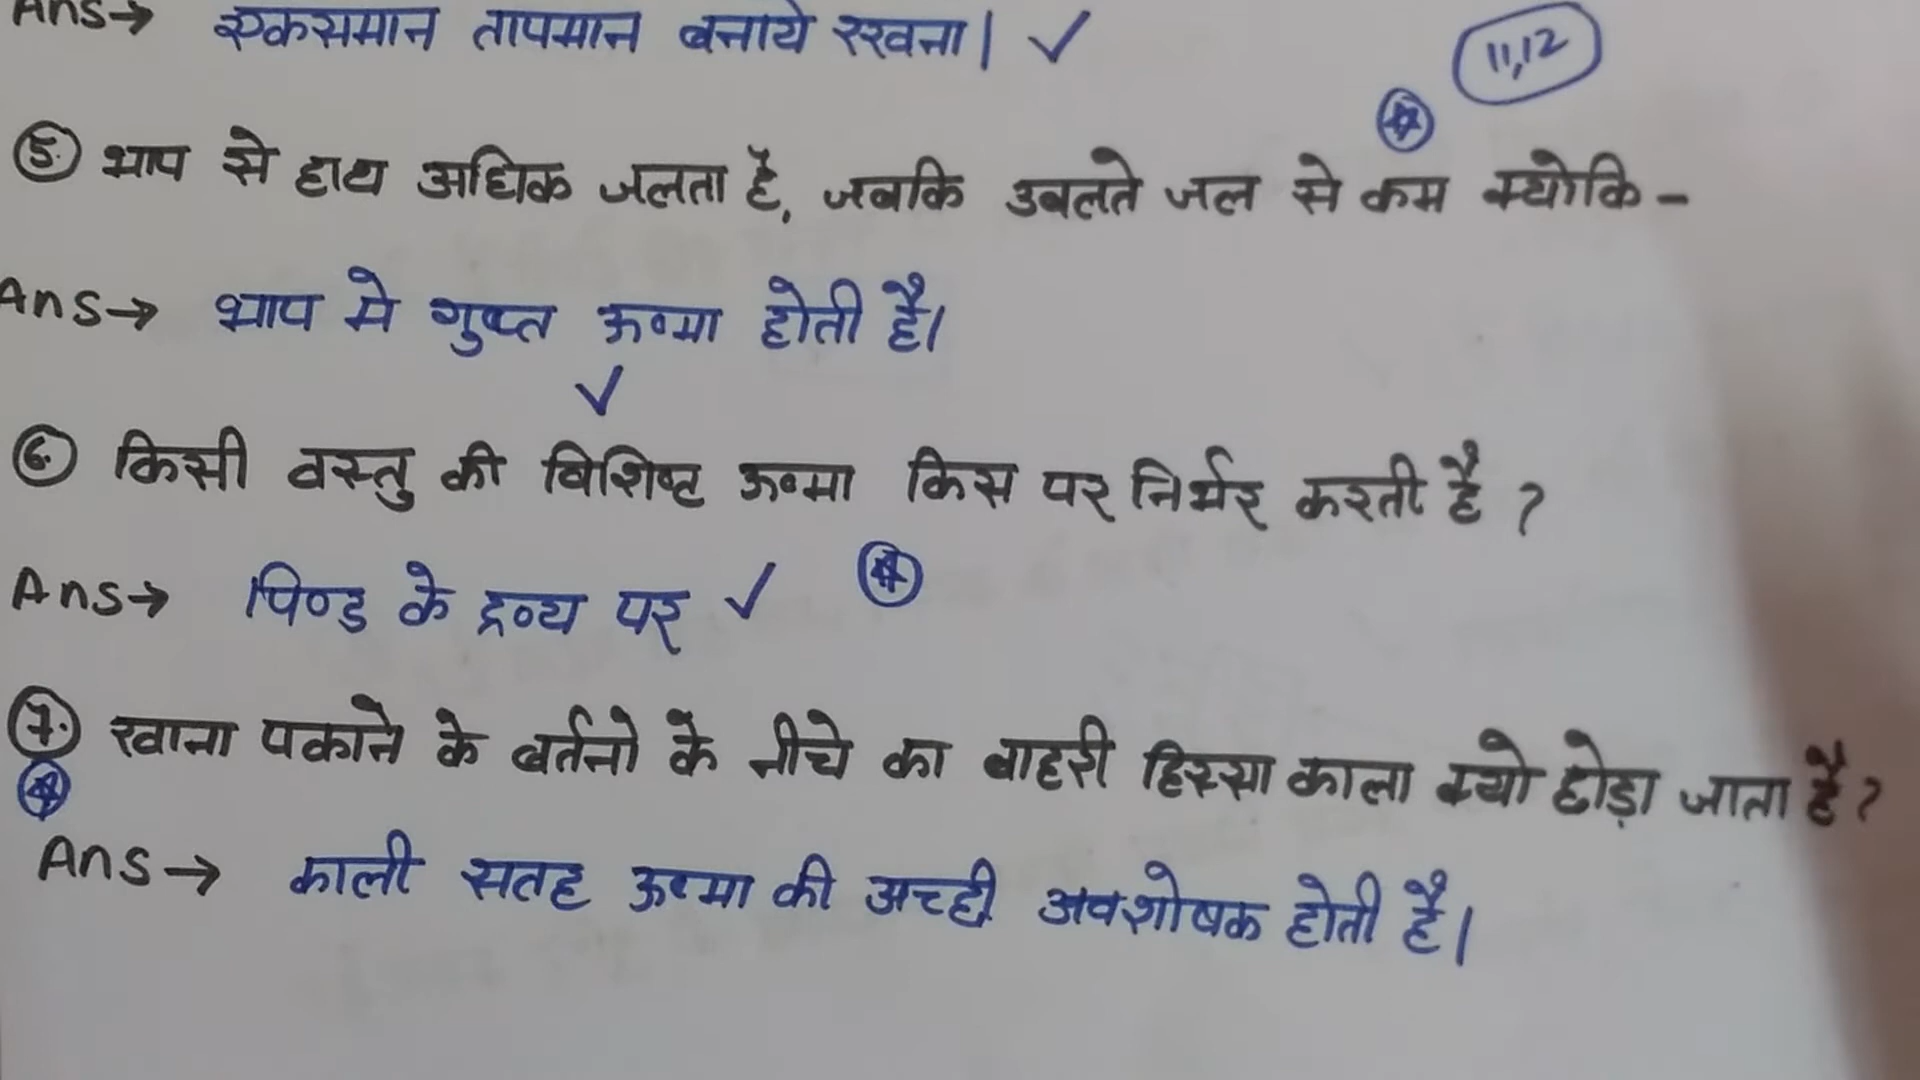 Ans→ एकसमान तापमान बनाये रखना। ✓
11,12
5. भाप से हाथ अधिक जलता है, जबकि उबलते जल से कम क्योकि -
Ans→ भाप मे गुप्त ऊष्मा होती है।
✓
6. किसी वस्तु की विशिष्ट ऊष्मा किस पर निर्भर करती है ?
Ans→ पिण्ड के द्रव्य पर ✓
7. खाना पकाने के बर्तनो के नीचे का बाहरी हिस्सा काला क्यो छोड़ा जाता है ?
Ans→ काली सतह ऊष्मा की अच्छी अवशोषक होती है।